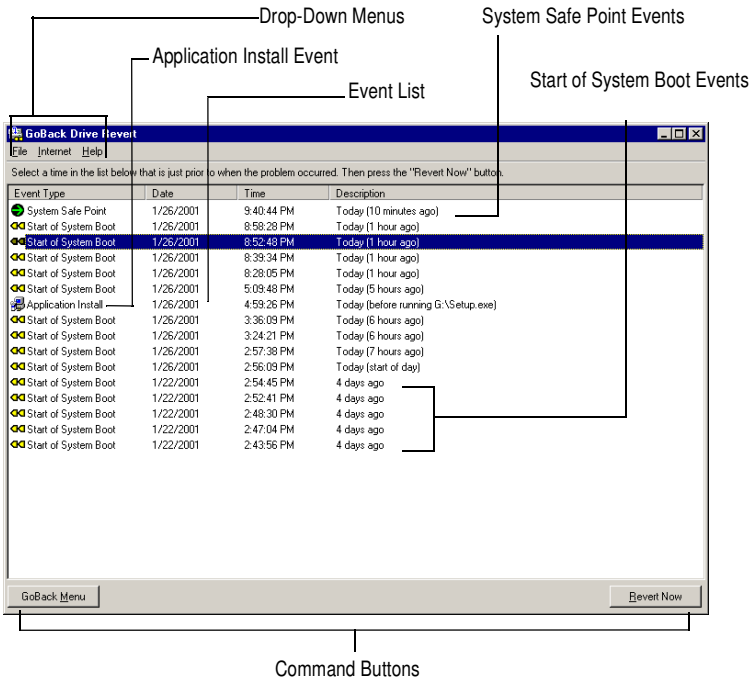 Drop-Down Menus
System Safe Point Events
Application Install Event
Start of System Boot Events
Event List
GoBack Drive Revert
File Internet Help
Select a time in the list below that is just prior to when the problem occurred. Then press the "Revert Now" button.
Event Type Date Time Description
System Safe Point 1/26/2001 9:40:44 PM Today (10 minutes ago)
Start of System Boot 1/26/2001 8:58:28 PM Today (1 hour ago)
Start of System Boot 1/26/2001 8:52:48 PM Today (1 hour ago)
Start of System Boot 1/26/2001 8:39:34 PM Today (1 hour ago)
Start of System Boot 1/26/2001 8:28:05 PM Today (1 hour ago)
Start of System Boot 1/26/2001 5:09:48 PM Today (5 hours ago)
Application Install 1/26/2001 4:59:26 PM Today (before running G:\Setup.exe)
Start of System Boot 1/26/2001 3:36:09 PM Today (6 hours ago)
Start of System Boot 1/26/2001 3:24:21 PM Today (6 hours ago)
Start of System Boot 1/26/2001 2:57:38 PM Today (7 hours ago)
Start of System Boot 1/26/2001 2:56:09 PM Today (start of day)
Start of System Boot 1/22/2001 2:54:45 PM 4 days ago
Start of System Boot 1/22/2001 2:52:41 PM 4 days ago
Start of System Boot 1/22/2001 2:48:30 PM 4 days ago
Start of System Boot 1/22/2001 2:47:04 PM 4 days ago
Start of System Boot 1/22/2001 2:43:56 PM 4 days ago
GoBack Menu
Revert Now
Command Buttons